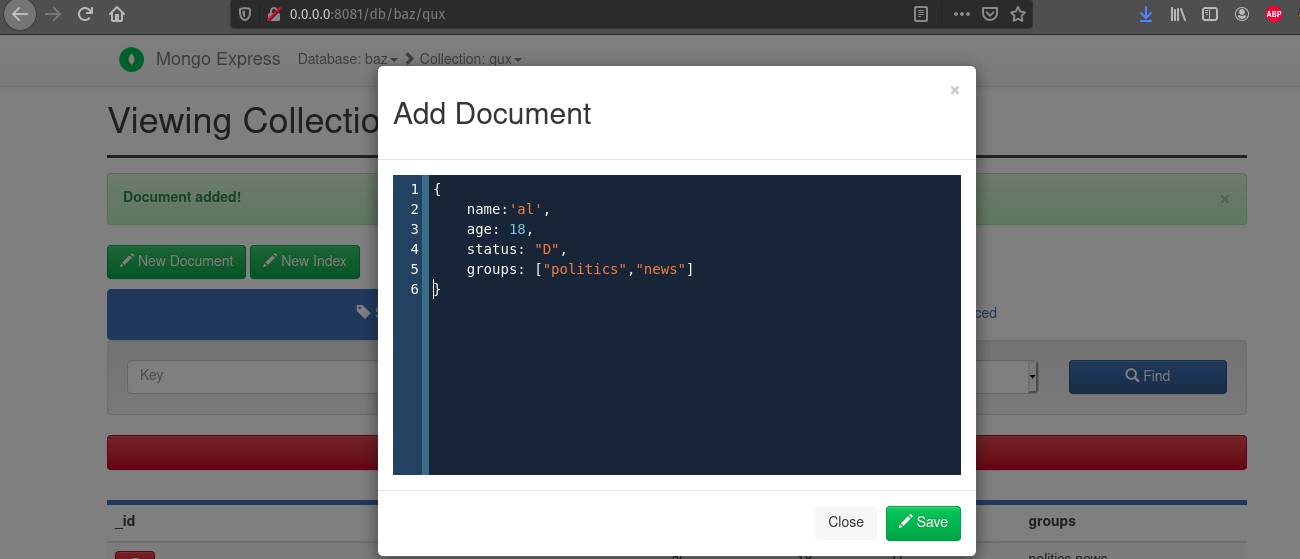 0.0.0.0:8081/db/baz/qux
ABP
Mongo Express Database: baz Collection: qux
Viewing Collectio
Add Document
×
Document added!
×
New Document New Index
1 {
2 name:'al',
3 age: 18,
4 status: "D",
5 groups: ["politics","news"]
6 }
S
ced
Key
Find
Close Save
_id groups
politics,news